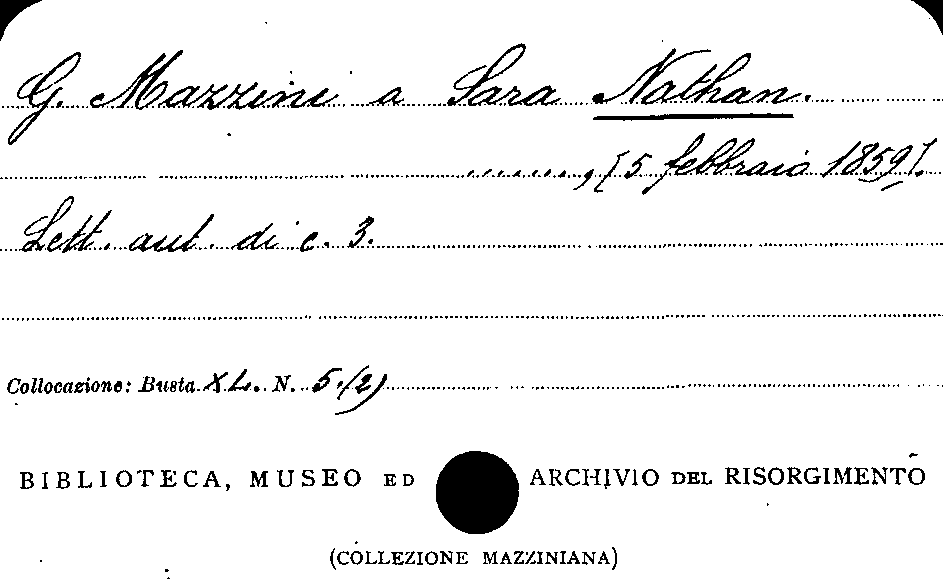 G. Mazzini a Sara Nathan.
........, [5 febbraio 1859].
Lett. aut. di c. 3.
Collocazione: Busta XL. N. 5.(2)
BIBLIOTECA, MUSEO ED ARCHIVIO DEL RISORGIMENTO
(COLLEZIONE MAZZINIANA)